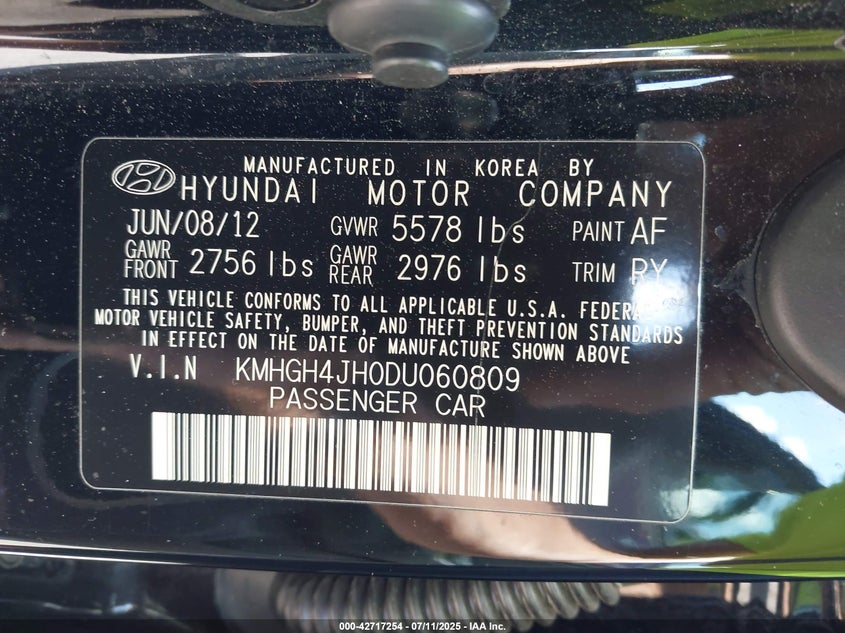 MANUFACTURED IN KOREA BY
HYUNDAI MOTOR COMPANY
JUN/08/12 GVWR 5578 lbs PAINT AF
GAWR FRONT 2756 lbs GAWR REAR 2976 lbs TRIM RY
THIS VEHICLE CONFORMS TO ALL APPLICABLE U.S.A. FEDERAL
MOTOR VEHICLE SAFETY, BUMPER, AND THEFT PREVENTION STANDARDS
IN EFFECT ON THE DATE OF MANUFACTURE SHOWN ABOVE
V.I.N KMHGH4JH0DU060809
PASSENGER CAR
000-42717254 - 07/11/2025 - IAA Inc.